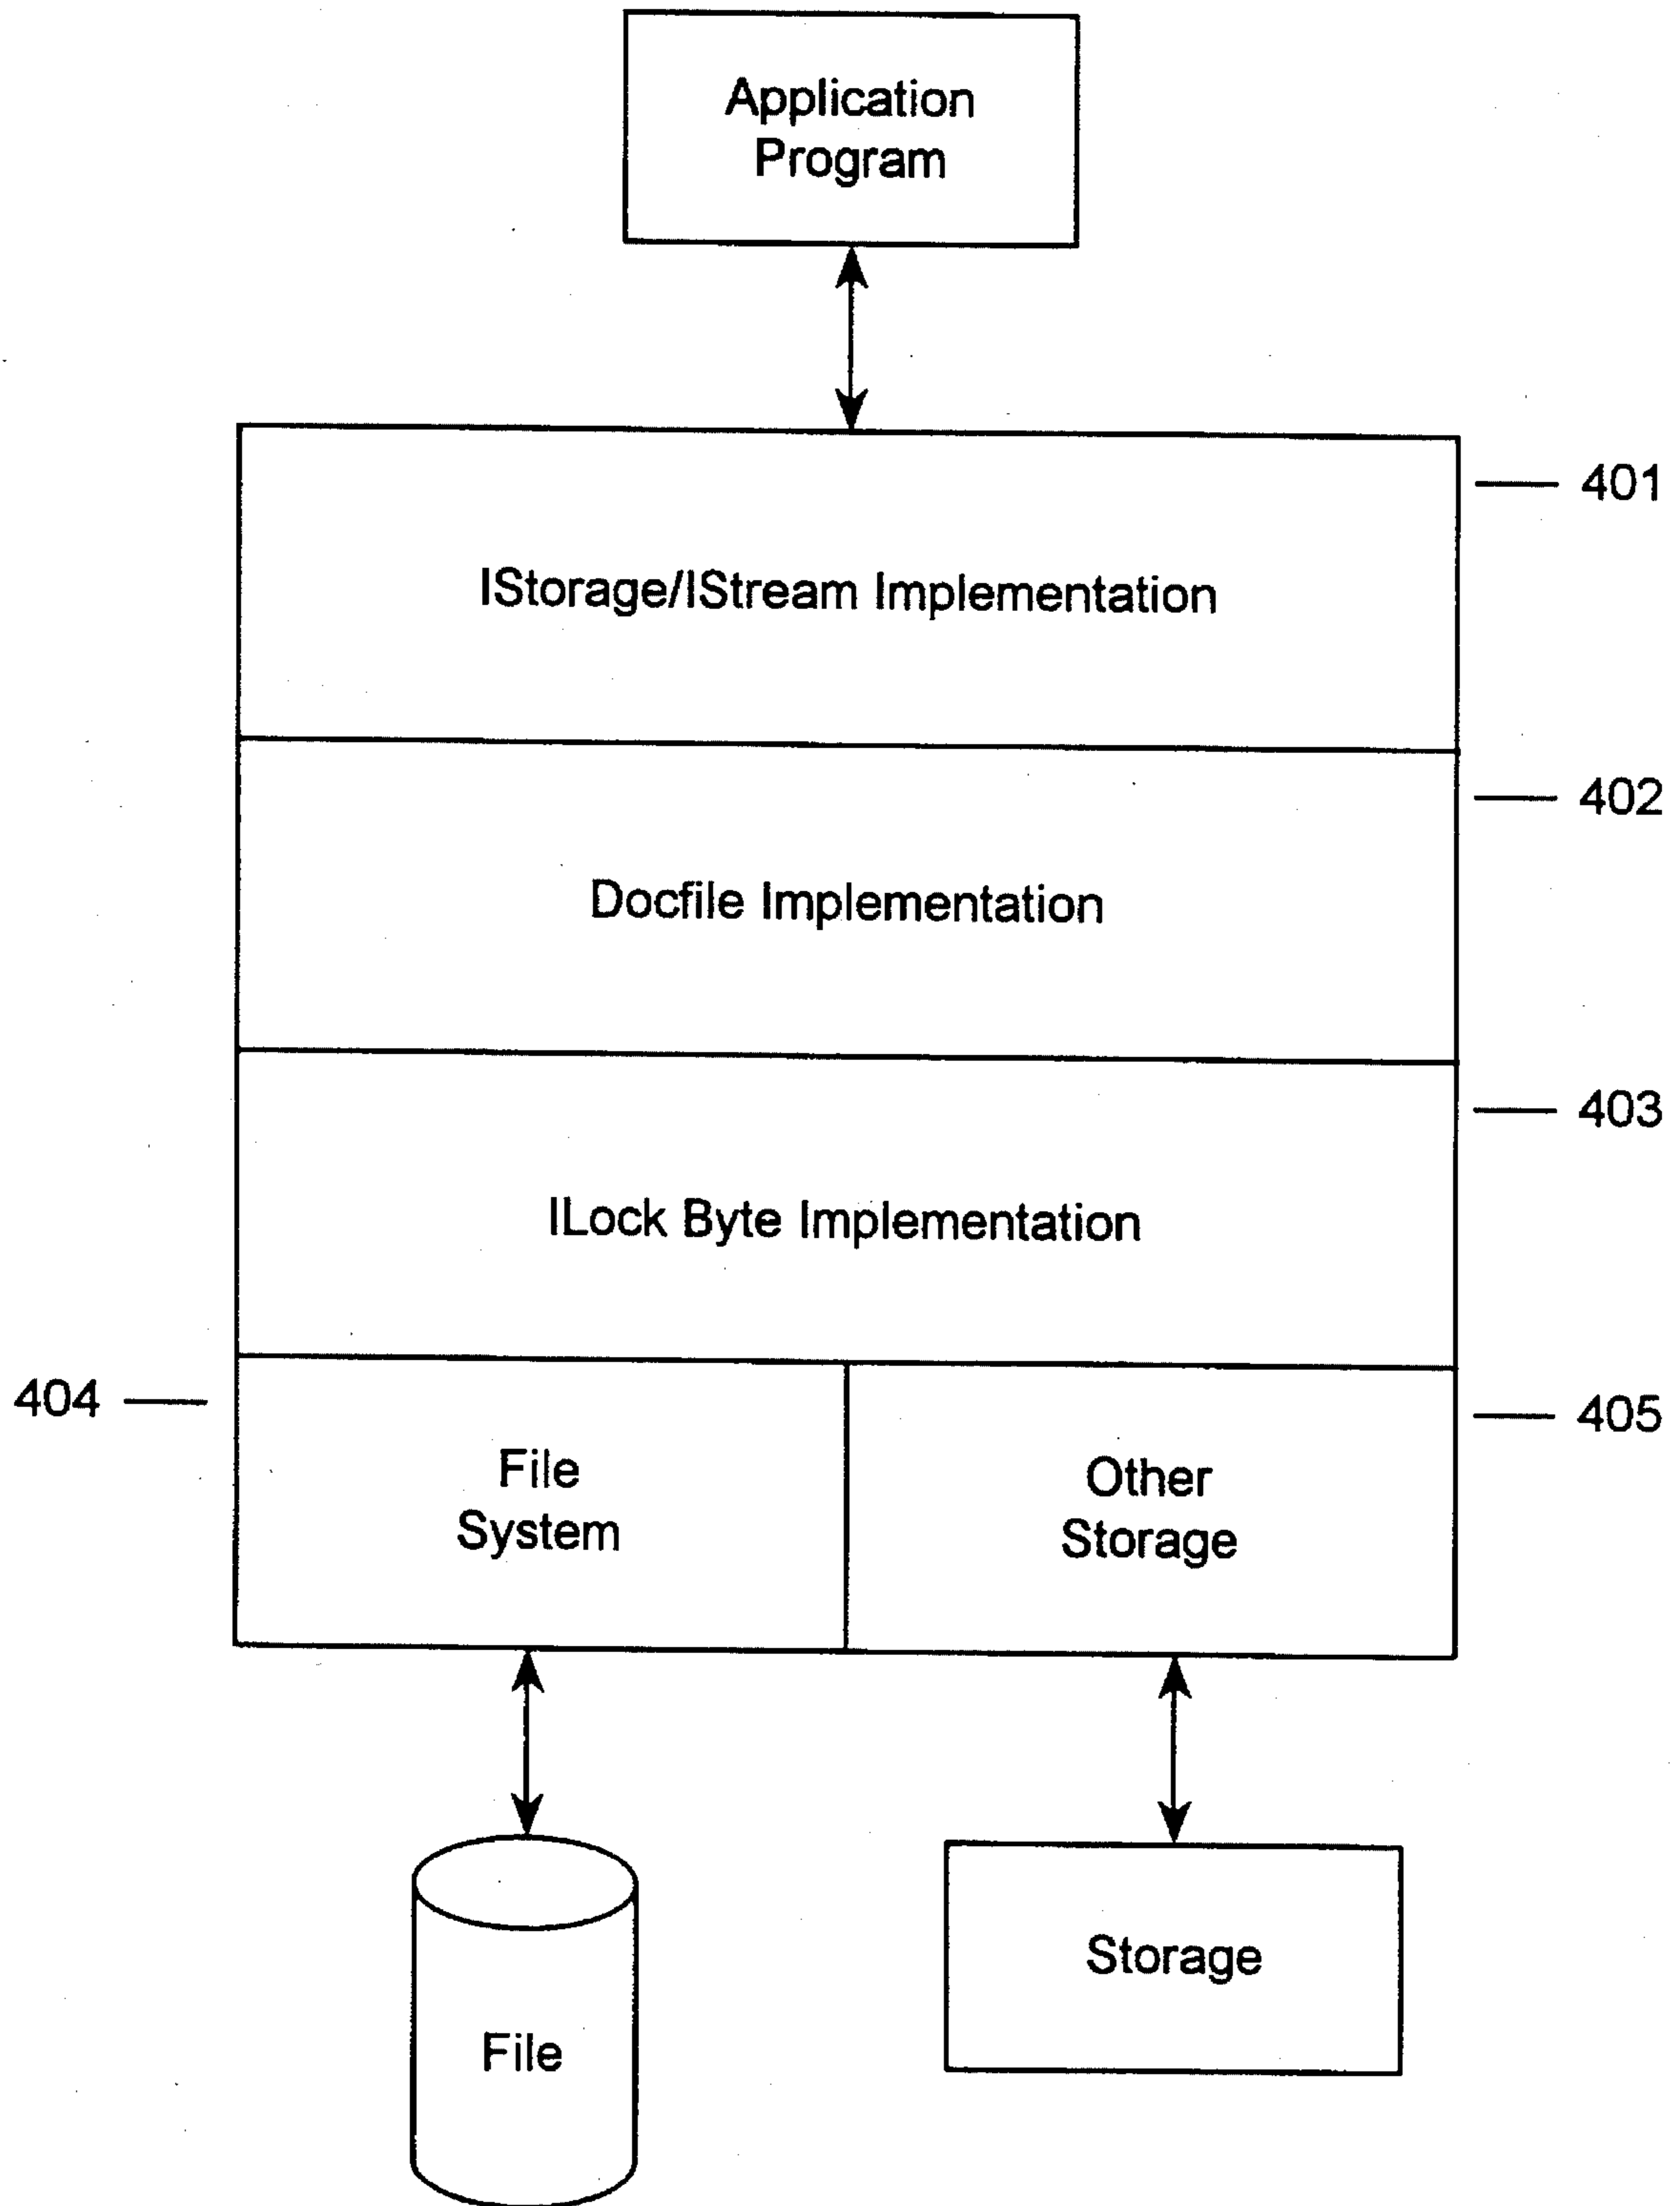 Application
Program
401
IStorage/IStream Implementation
402
Docfile Implementation
403
ILock Byte Implementation
404
405
File
System
Other
Storage
Storage
File